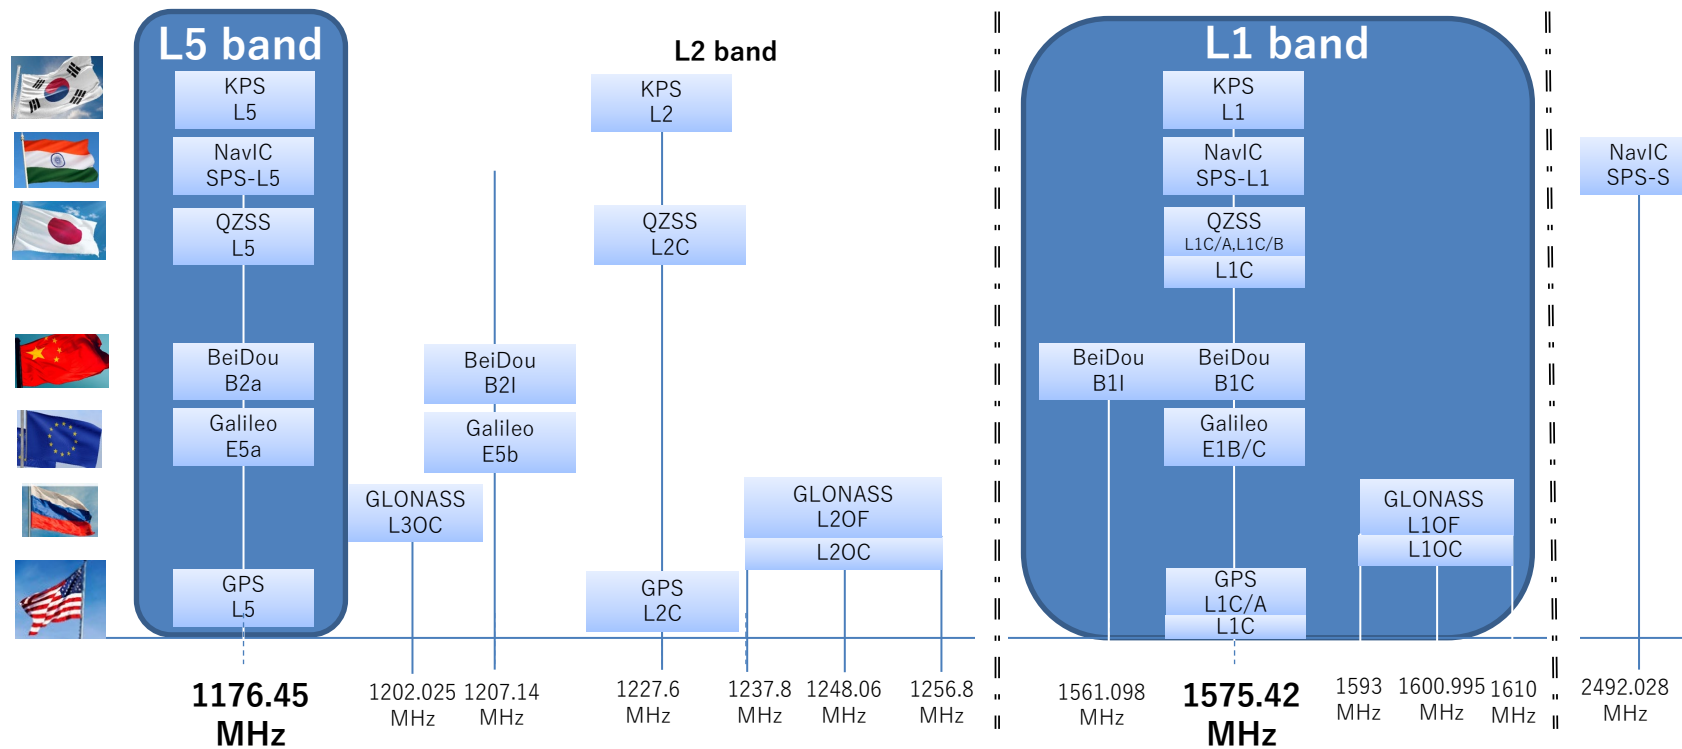 L5 band
L2 band
L1 band
KPS
L5
KPS
L2
KPS
L1
NavIC
SPS-L5
NavIC
SPS-L1
NavIC
SPS-S
QZSS
L5
QZSS
L2C
QZSS
L1C/A,L1C/B
L1C
BeiDou
B2a
BeiDou
B2I
BeiDou
B1I
BeiDou
B1C
Galileo
E5a
Galileo
E5b
Galileo
E1B/C
GLONASS
L3OC
GLONASS
L2OF
L2OC
GLONASS
L1OF
L1OC
GPS
L5
GPS
L2C
GPS
L1C/A
L1C
1176.45
MHz
1202.025
MHz
1207.14
MHz
1227.6
MHz
1237.8
MHz
1248.06
MHz
1256.8
MHz
1561.098
MHz
1575.42
MHz
1593
MHz
1600.995
MHz
1610
MHz
2492.028
MHz